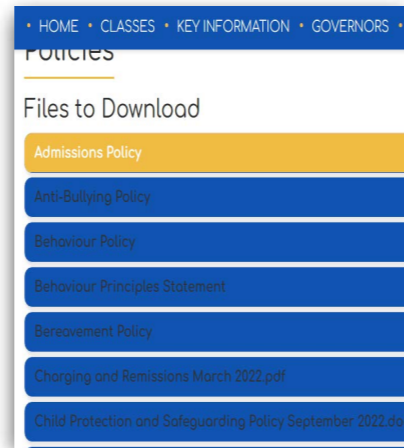 • HOME • CLASSES • KEY INFORMATION • GOVERNORS •
Policies
Files to Download
Admissions Policy
Anti-Bullying Policy
Behaviour Policy
Behaviour Principles Statement
Bereavement Policy
Charging and Remissions March 2022.pdf
Child Protection and Safeguarding Policy September 2022.do